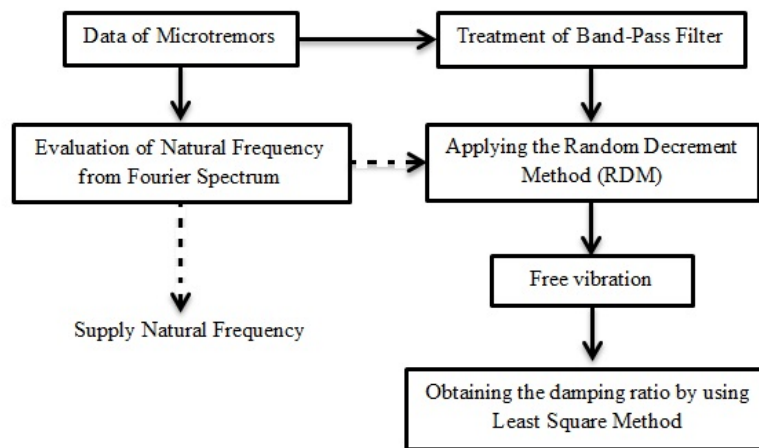 Data of Microtremors
Treatment of Band-Pass Filter
Evaluation of Natural Frequency
from Fourier Spectrum
Applying the Random Decrement
Method (RDM)
Free vibration
Supply Natural Frequency
Obtaining the damping ratio by using
Least Square Method